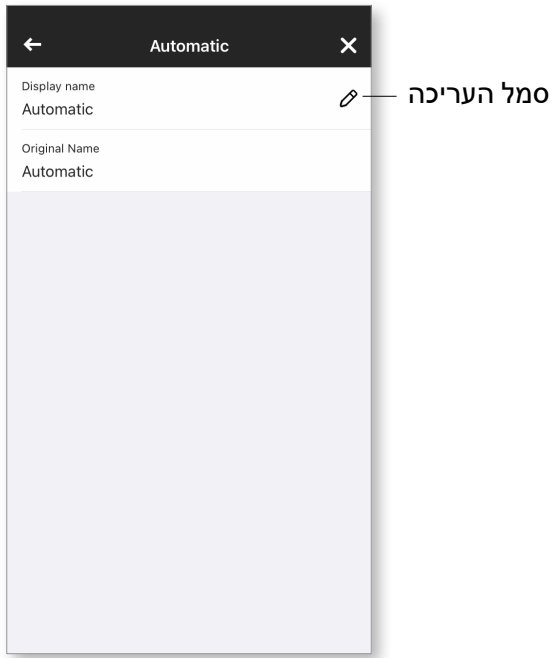 Automatic
Display name
Automatic
סמל העריכה
Original Name
Automatic